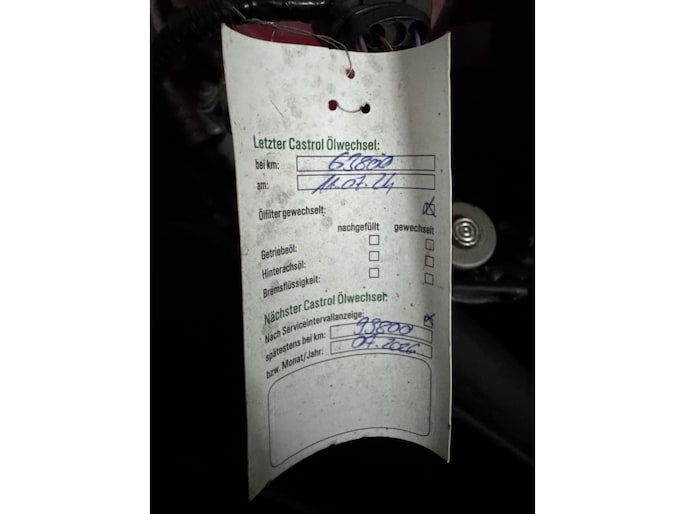 Letzter Castrol Ölwechsel:
bei km: 63800
am: 11.07.24
Ölfilter gewechselt:
nachgefüllt gewechselt
Getriebeöl:
Hinterachsöl:
Bremsflüssigkeit:
Nächster Castrol Ölwechsel:
Nach Serviceintervallanzeige:
spätestens bei km: 93800
bzw. Monat/Jahr: 07.2026